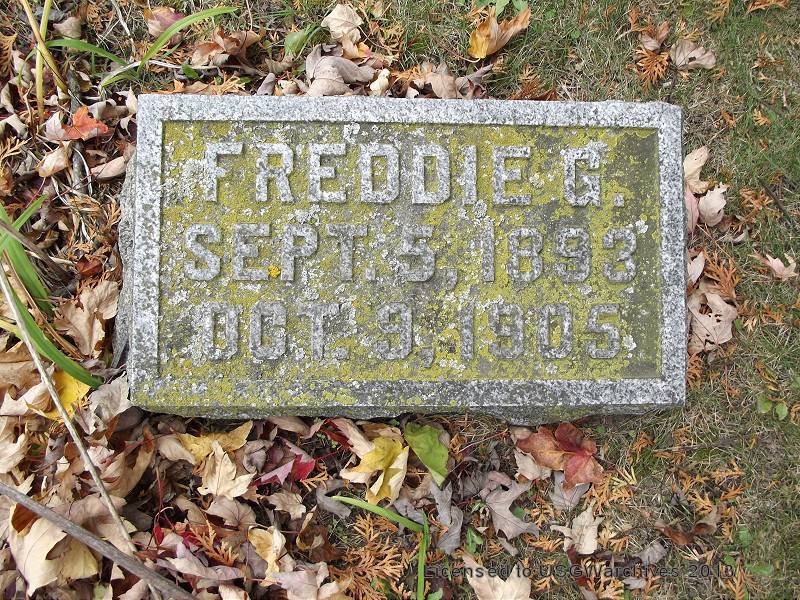 FREDDIE G.
SEPT. 5, 1893
OCT. 9, 1905
Licensed to USGWarchives 2010